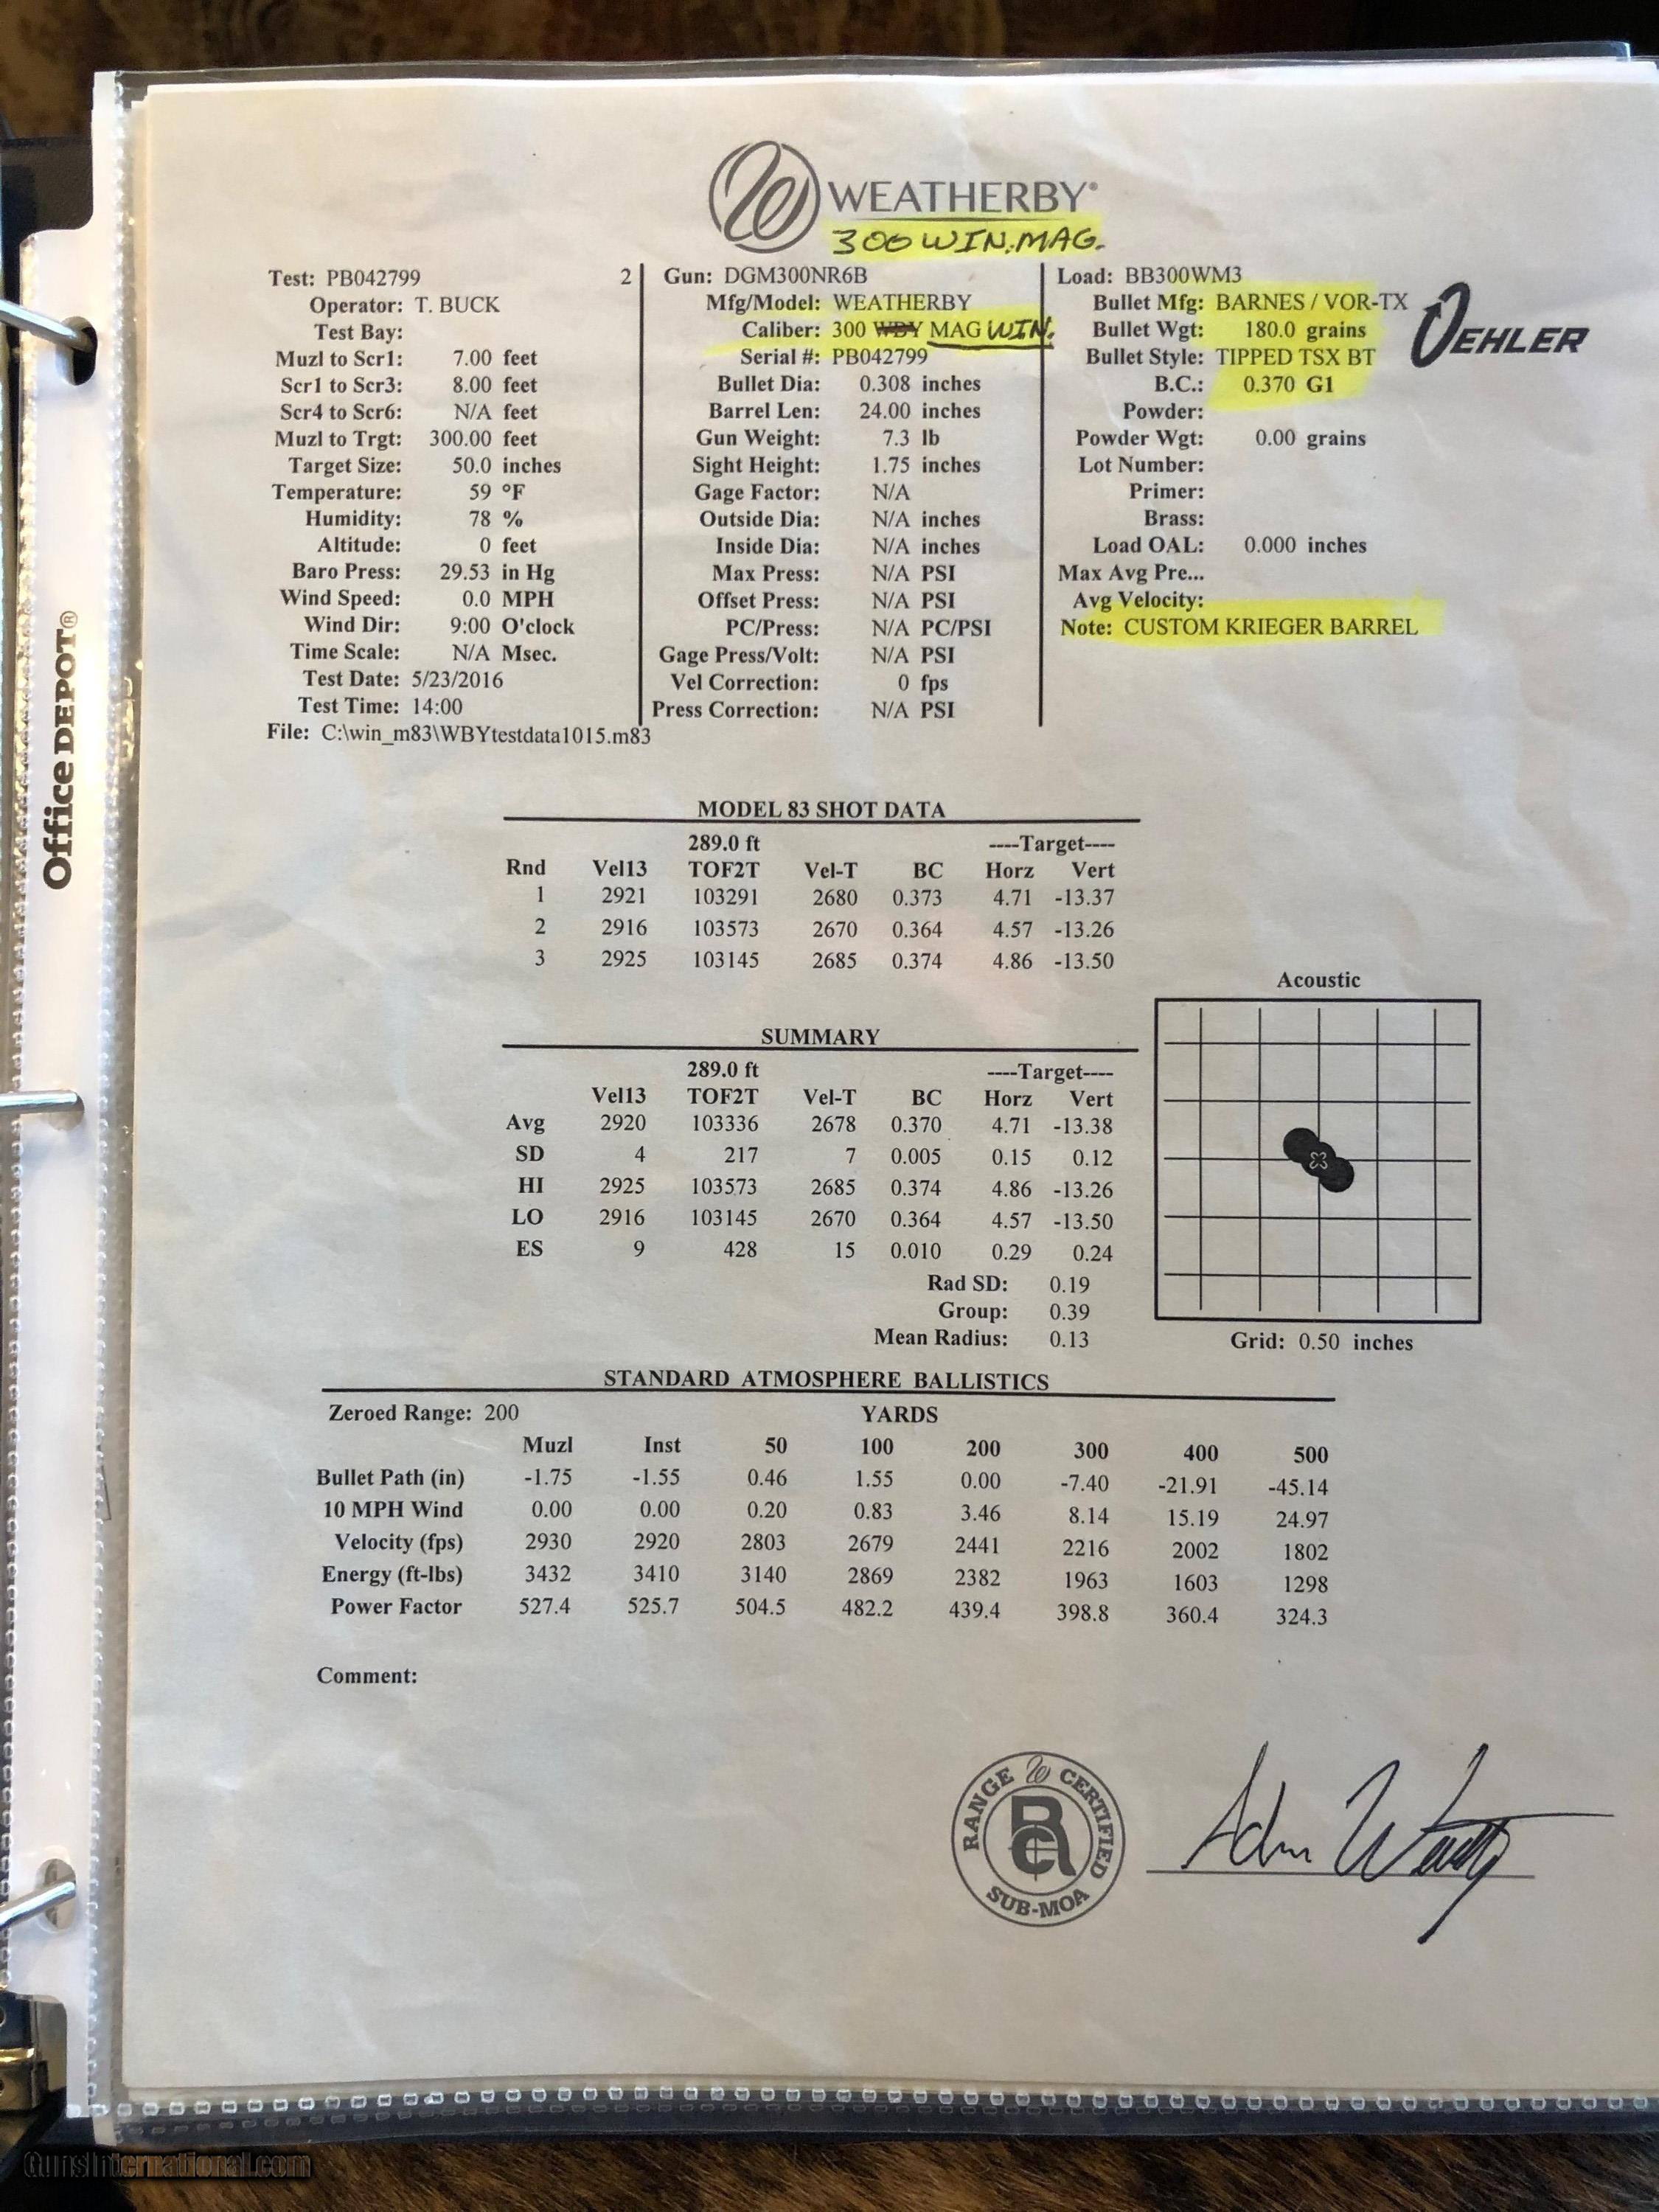 WEATHERBY®
300 WIN. MAG.
Test: PB042799 2
Operator: T. BUCK
Test Bay:
Muzl to Scr1: 7.00 feet
Scr1 to Scr3: 8.00 feet
Scr4 to Scr6: N/A feet
Muzl to Trgt: 300.00 feet
Target Size: 50.0 inches
Temperature: 59 °F
Humidity: 78 %
Altitude: 0 feet
Baro Press: 29.53 in Hg
Wind Speed: 0.0 MPH
Wind Dir: 9:00 O'clock
Time Scale: N/A Msec.
Test Date: 5/23/2016
Test Time: 14:00
File: C:\win_m83\WBYtestdata1015.m83
Gun: DGM300NR6B
Mfg/Model: WEATHERBY
Caliber: 300 WBY MAG WIN.
Serial #: PB042799
Bullet Dia: 0.308 inches
Barrel Len: 24.00 inches
Gun Weight: 7.3 lb
Sight Height: 1.75 inches
Gage Factor: N/A
Outside Dia: N/A inches
Inside Dia: N/A inches
Max Press: N/A PSI
Offset Press: N/A PSI
PC/Press: N/A PC/PSI
Gage Press/Volt: N/A PSI
Vel Correction: 0 fps
Press Correction: N/A PSI
Load: BB300WM3
Bullet Mfg: BARNES / VOR-TX
Bullet Wgt: 180.0 grains
Bullet Style: TIPPED TSX BT
B.C.: 0.370 G1
Powder:
Powder Wgt: 0.00 grains
Lot Number:
Primer:
Brass:
Load OAL: 0.000 inches
Max Avg Pre...
Avg Velocity:
Note: CUSTOM KRIEGER BARREL
OEHLER
Office DEPOT®
MODEL 83 SHOT DATA
289.0 ft ----Target----
Rnd Vel13 TOF2T Vel-T BC Horz Vert
1 2921 103291 2680 0.373 4.71 -13.37
2 2916 103573 2670 0.364 4.57 -13.26
3 2925 103145 2685 0.374 4.86 -13.50
SUMMARY
289.0 ft ----Target----
Vel13 TOF2T Vel-T BC Horz Vert
Avg 2920 103336 2678 0.370 4.71 -13.38
SD 4 217 7 0.005 0.15 0.12
HI 2925 103573 2685 0.374 4.86 -13.26
LO 2916 103145 2670 0.364 4.57 -13.50
ES 9 428 15 0.010 0.29 0.24
Rad SD: 0.19
Group: 0.39
Mean Radius: 0.13
Acoustic
Grid: 0.50 inches
STANDARD ATMOSPHERE BALLISTICS
Zeroed Range: 200 YARDS
Muzl Inst 50 100 200 300 400 500
Bullet Path (in) -1.75 -1.55 0.46 1.55 0.00 -7.40 -21.91 -45.14
10 MPH Wind 0.00 0.00 0.20 0.83 3.46 8.14 15.19 24.97
Velocity (fps) 2930 2920 2803 2679 2441 2216 2002 1802
Energy (ft-lbs) 3432 3410 3140 2869 2382 1963 1603 1298
Power Factor 527.4 525.7 504.5 482.2 439.4 398.8 360.4 324.3
Comment:
RANGE CERTIFIED
SUB-MOA
GunsInternational.com